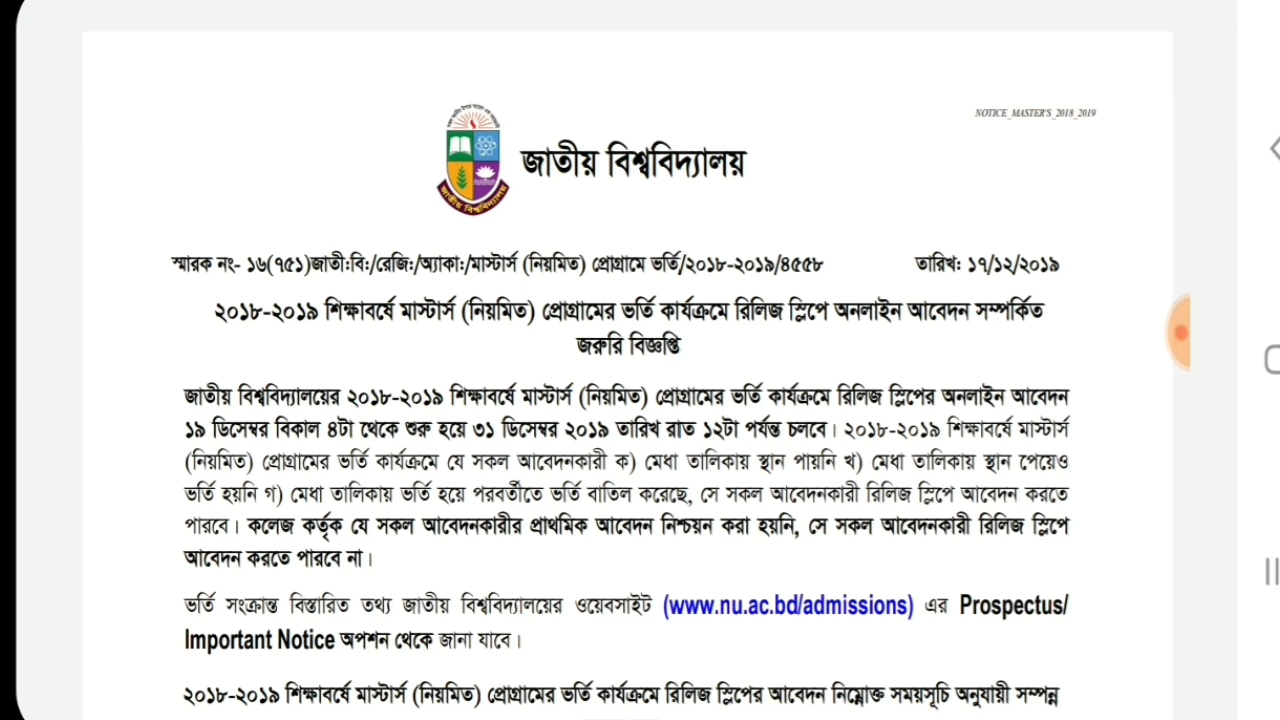 NOTICE_MASTER'S_2018_2019
জাতীয় বিশ্ববিদ্যালয়
জাতীয় বিশ্ববিদ্যালয়
স্মারক নং- ১৬(৭৫১)জাতী:বি:/রেজি:/অ্যাকা:/মাস্টার্স (নিয়মিত) প্রোগ্রামে ভর্তি/২০১৮-২০১৯/৪৫৫৮ তারিখ: ১৭/১২/২০১৯
২০১৮-২০১৯ শিক্ষাবর্ষে মাস্টার্স (নিয়মিত) প্রোগ্রামের ভর্তি কার্যক্রমে রিলিজ স্লিপে অনলাইন আবেদন সম্পর্কিত
জরুরি বিজ্ঞপ্তি
জাতীয় বিশ্ববিদ্যালয়ের ২০১৮-২০১৯ শিক্ষাবর্ষে মাস্টার্স (নিয়মিত) প্রোগ্রামের ভর্তি কার্যক্রমে রিলিজ স্লিপের অনলাইন আবেদন
১৯ ডিসেম্বর বিকাল ৪টা থেকে শুরু হয়ে ৩১ ডিসেম্বর ২০১৯ তারিখ রাত ১২টা পর্যন্ত চলবে। ২০১৮-২০১৯ শিক্ষাবর্ষে মাস্টার্স
(নিয়মিত) প্রোগ্রামের ভর্তি কার্যক্রমে যে সকল আবেদনকারী ক) মেধা তালিকায় স্থান পায়নি খ) মেধা তালিকায় স্থান পেয়েও
ভর্তি হয়নি গ) মেধা তালিকায় ভর্তি হয়ে পরবর্তীতে ভর্তি বাতিল করেছে, সে সকল আবেদনকারী রিলিজ স্লিপে আবেদন করতে
পারবে। কলেজ কর্তৃক যে সকল আবেদনকারীর প্রাথমিক আবেদন নিশ্চয়ন করা হয়নি, সে সকল আবেদনকারী রিলিজ স্লিপে
আবেদন করতে পারবে না।
ভর্তি সংক্রান্ত বিস্তারিত তথ্য জাতীয় বিশ্ববিদ্যালয়ের ওয়েবসাইট (www.nu.ac.bd/admissions) এর Prospectus/
Important Notice অপশন থেকে জানা যাবে।
২০১৮-২০১৯ শিক্ষাবর্ষে মাস্টার্স (নিয়মিত) প্রোগ্রামের ভর্তি কার্যক্রমে রিলিজ স্লিপের আবেদন নিম্নোক্ত সময়সূচি অনুযায়ী সম্পন্ন